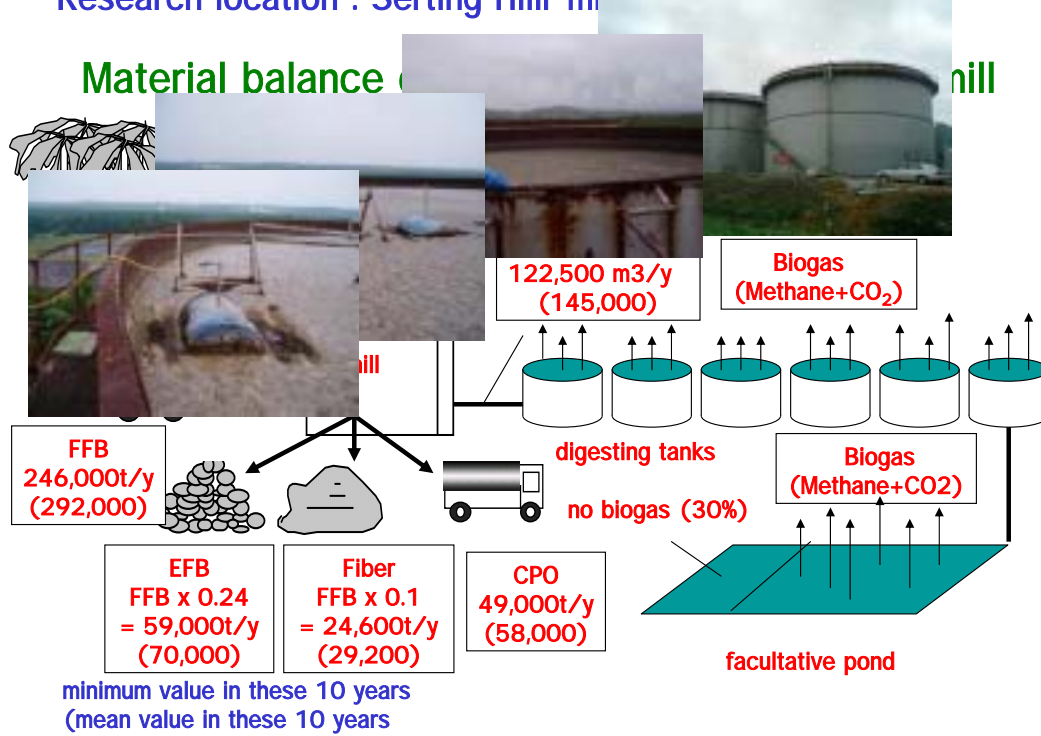 Research location : Serting Hilir
Material balance
mill
122,500 m3/y
(145,000)
Biogas
(Methane+CO2)
FFB
246,000t/y
(292,000)
digesting tanks
Biogas
(Methane+CO2)
no biogas (30%)
EFB
FFB x 0.24
= 59,000t/y
(70,000)
Fiber
FFB x 0.1
= 24,600t/y
(29,200)
CPO
49,000t/y
(58,000)
facultative pond
minimum value in these 10 years
(mean value in these 10 years